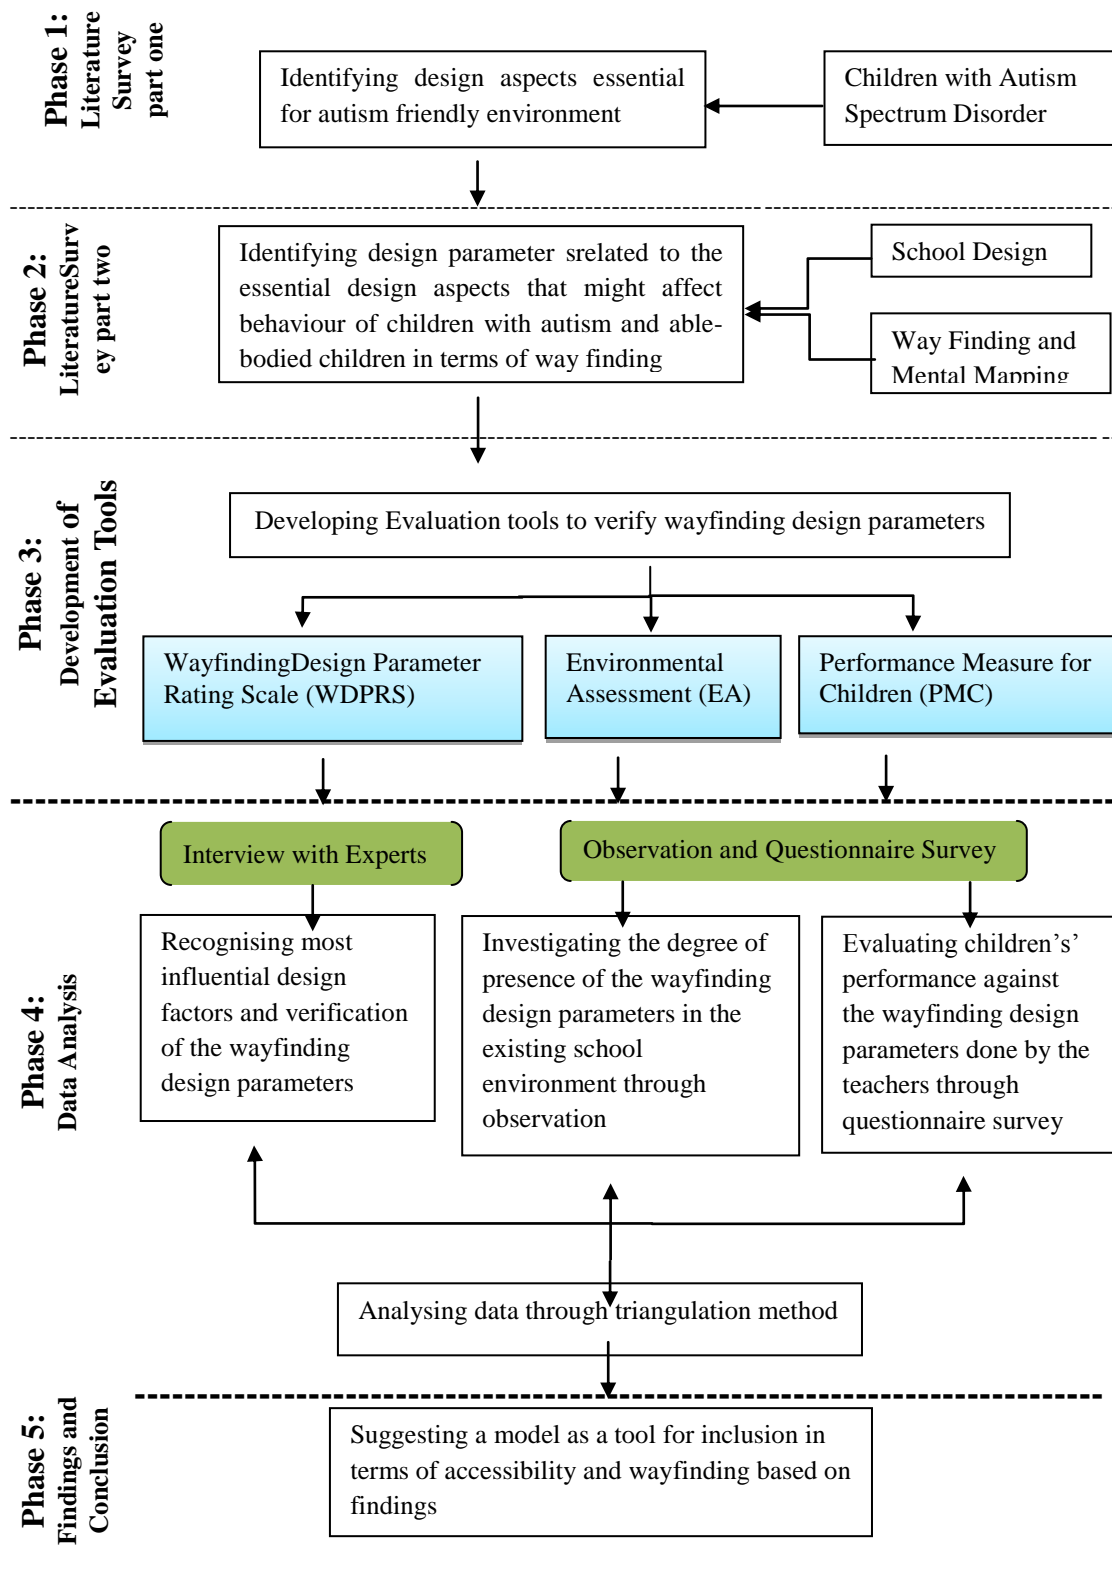 Phase 1:
Literature
Survey
part one
Identifying design aspects essential
for autism friendly environment
Children with Autism
Spectrum Disorder
Phase 2:
LiteratureSurv
ey part two
Identifying design parameter srelated to the
essential design aspects that might affect
behaviour of children with autism and able-
bodied children in terms of way finding
School Design
Way Finding and
Mental Mapping
Phase 3:
Development of
Evaluation Tools
Developing Evaluation tools to verify wayfinding design parameters
WayfindingDesign Parameter
Rating Scale (WDPRS)
Environmental
Assessment (EA)
Performance Measure for
Children (PMC)
Phase 4:
Data Analysis
Interview with Experts
Observation and Questionnaire Survey
Recognising most
influential design
factors and verification
of the wayfinding
design parameters
Investigating the degree of
presence of the wayfinding
design parameters in the
existing school
environment through
observation
Evaluating children’s’
performance against
the wayfinding design
parameters done by the
teachers through
questionnaire survey
Analysing data through triangulation method
Phase 5:
Findings and
Conclusion
Suggesting a model as a tool for inclusion in
terms of accessibility and wayfinding based on
findings